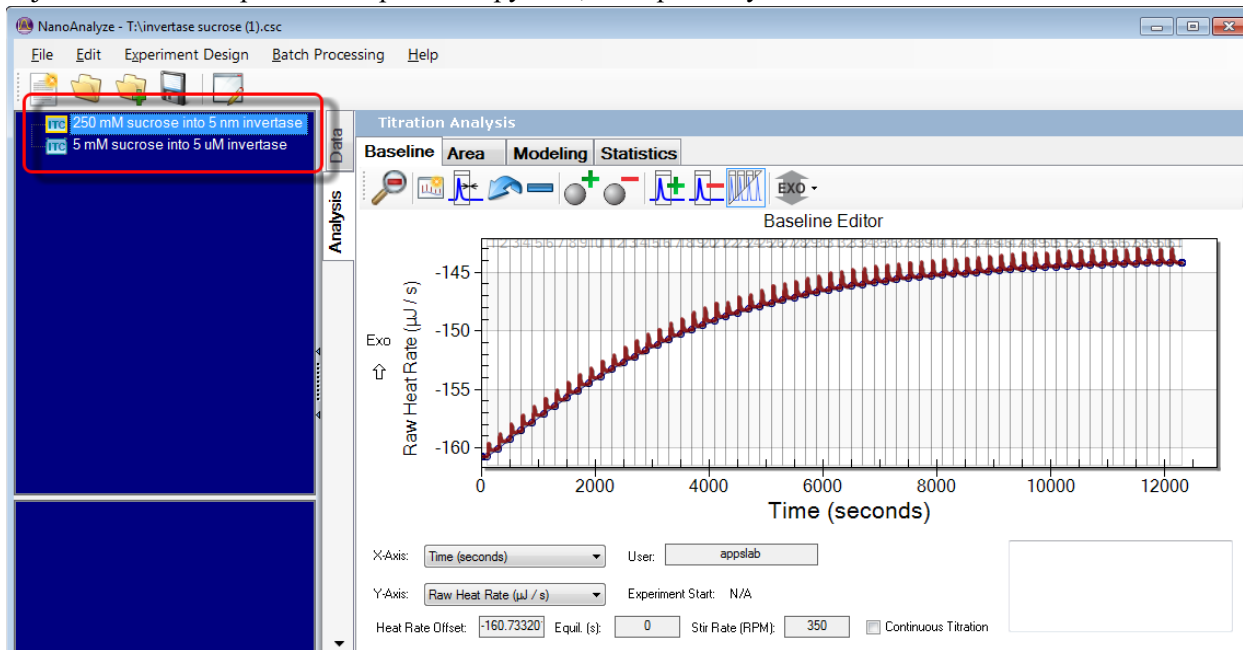 NanoAnalyze - T:\invertase sucrose (1).csc
File Edit Experiment Design Batch Processing Help
ITC 250 mM sucrose into 5 nm invertase
ITC 5 mM sucrose into 5 uM invertase
Data
Analysis
Titration Analysis
Baseline Area Modeling Statistics
EXO
Baseline Editor
Exo
Raw Heat Rate (µJ / s)
-145
-150
-155
-160
0 2000 4000 6000 8000 10000 12000
Time (seconds)
X-Axis: Time (seconds) User: appslab
Y-Axis: Raw Heat Rate (µJ / s) Experiment Start: N/A
Heat Rate Offset: -160.73320 Equil. (s): 0 Stir Rate (RPM): 350 Continuous Titration